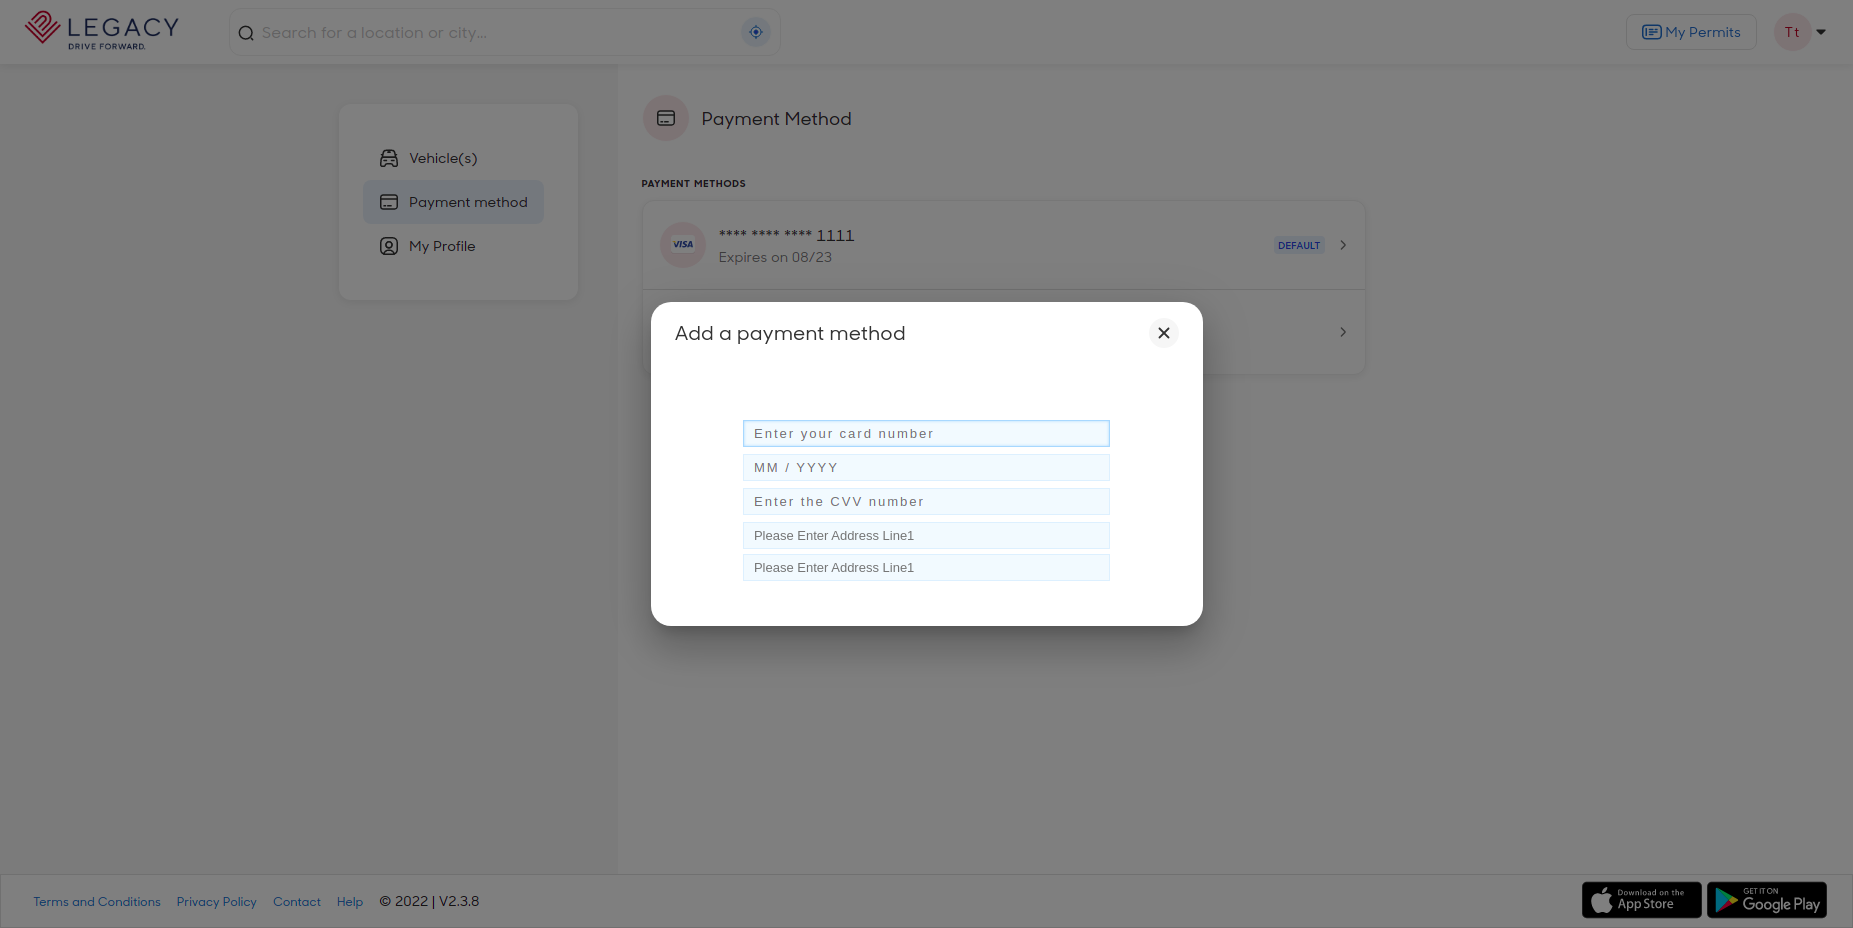 LEGACY
DRIVE FORWARD.
Search for a location or city...
My Permits
Tt
Vehicle(s)
Payment method
My Profile
Payment Method
PAYMENT METHODS
VISA
**** **** **** 1111
Expires on 08/23
DEFAULT
Add a payment method
Enter your card number
MM / YYYY
Enter the CVV number
Please Enter Address Line1
Please Enter Address Line1
Terms and Conditions Privacy Policy Contact Help © 2022 | V2.3.8
Download on the
App Store
GET IT ON
Google Play